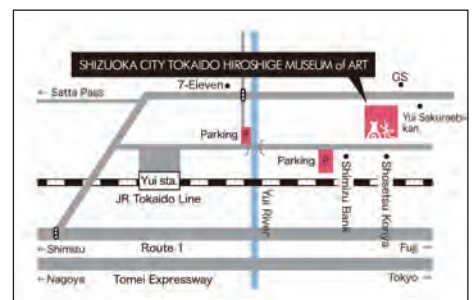 SHIZUOKA CITY TOKAIDO HIROSHIGE MUSEUM of ART
← Satta Pass
7-Eleven
GS
Yui Sakuraebi-
kan
Parking P
Parking P
Yui sta.
JR Tokaido Line
Yui River
Shimizu Bank
Shosetsu Konya
←Shimizu
Route 1
Fuji →
←Nagoya
Tomei Expressway
Tokyo→